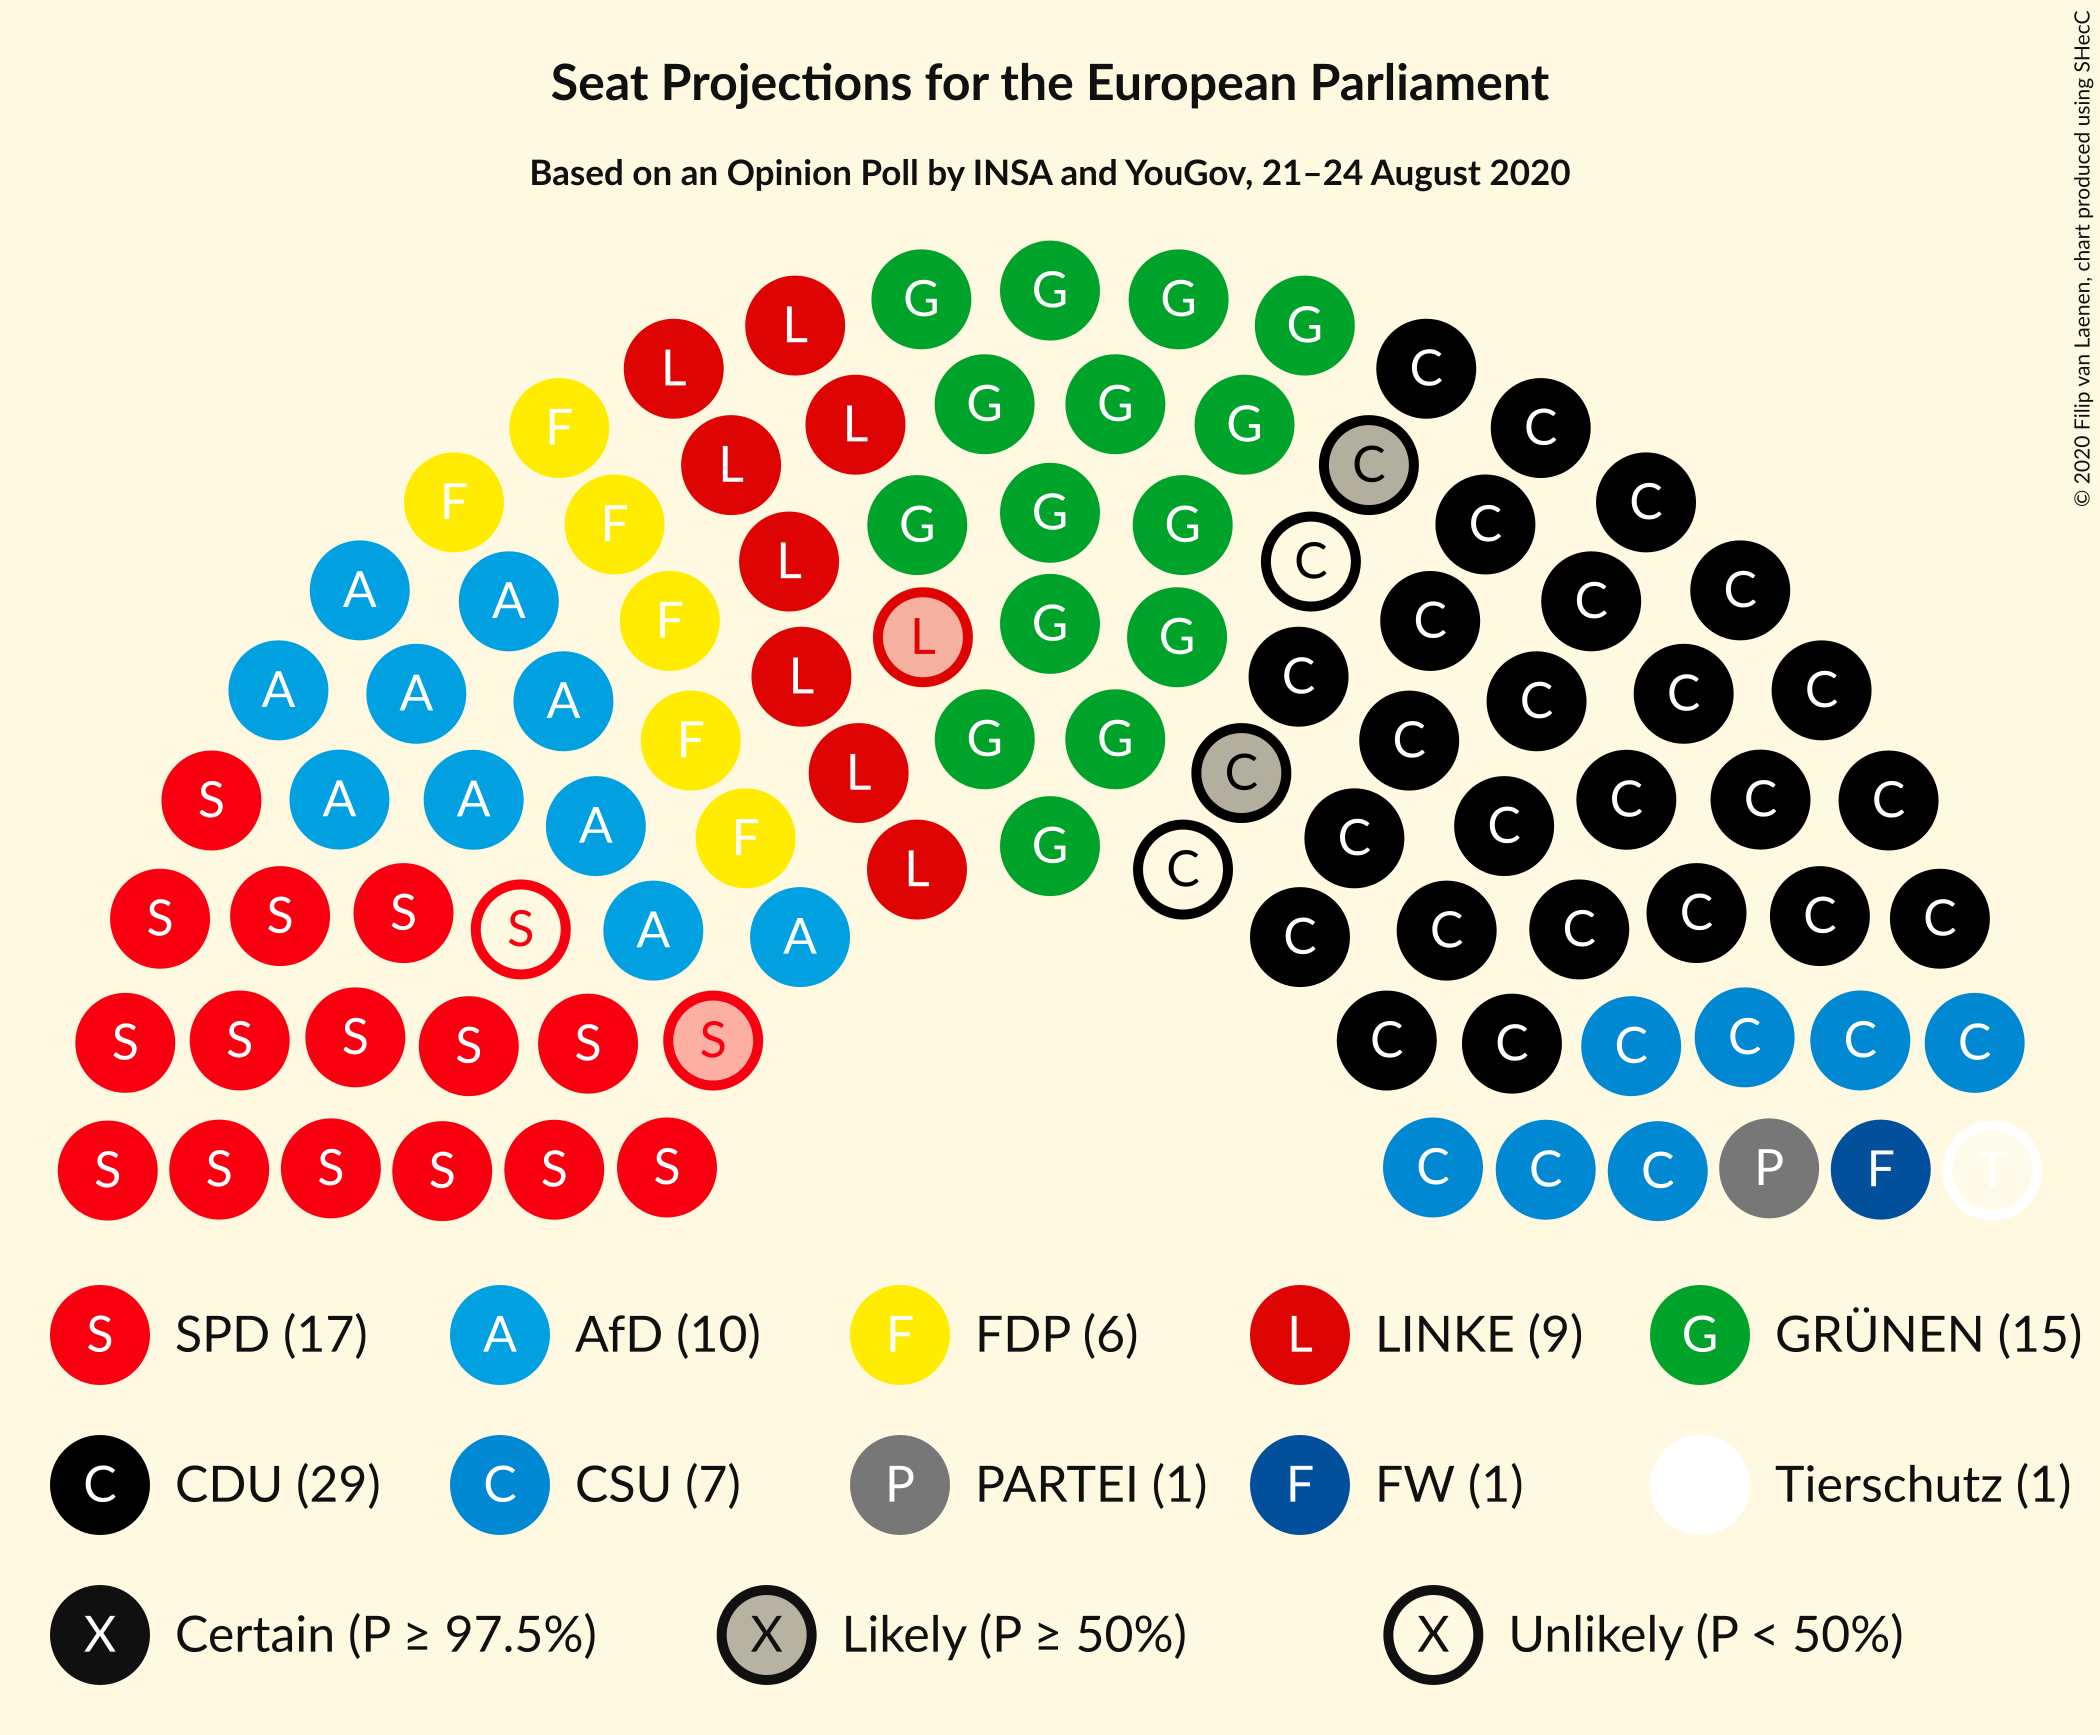 Seat Projections for the European Parliament
Based on an Opinion Poll by INSA and YouGov, 21–24 August 2020
© 2020 Filip van Laenen, chart produced using SHecC
G G G G
L L C C
F G G G C
F L L C C C
F L G G G C C
A A F L L G G C C C C
A A A F L G G C C C C C
S A A A F L G C C C C C C
S S S S A A C C C C C C
S S S S S S C C C C C C
S S S S S S C C C P F T
S SPD (17) A AfD (10) F FDP (6) L LINKE (9) G GRÜNEN (15)
C CDU (29) C CSU (7) P PARTEI (1) F FW (1) Tierschutz (1)
X Certain (P ≥ 97.5%) X Likely (P ≥ 50%) X Unlikely (P < 50%)